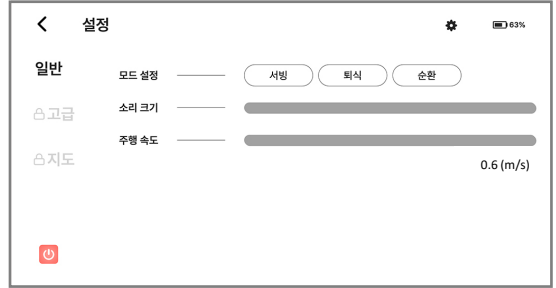 설정
63%
일반
모드 설정 서빙 퇴식 순환
고급
소리 크기
주행 속도
지도
0.6 (m/s)